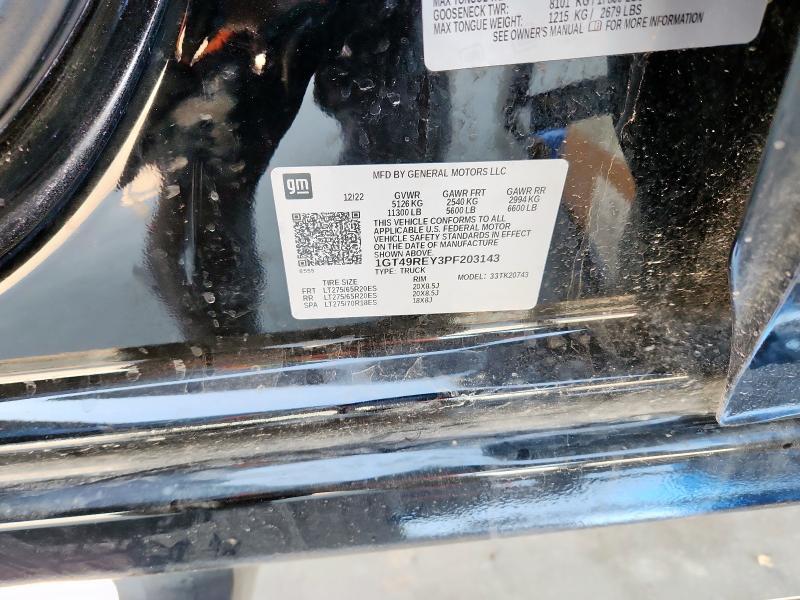 GOOSENECK TWR: 8101 KG
MAX TONGUE WEIGHT: 1215 KG / 2679 LBS
SEE OWNER'S MANUAL FOR MORE INFORMATION
gm
MFD BY GENERAL MOTORS LLC
12/22 GVWR GAWR FRT GAWR RR
5126 KG 2540 KG 2994 KG
11300 LB 5600 LB 6600 LB
THIS VEHICLE CONFORMS TO ALL
APPLICABLE U.S. FEDERAL MOTOR
VEHICLE SAFETY STANDARDS IN EFFECT
ON THE DATE OF MANUFACTURE
SHOWN ABOVE.
1GT49REY3PF203143
TYPE: TRUCK MODEL: 33TK20743
6555
TIRE SIZE RIM
FRT LT275/65R20ES 20X8.5J
RR LT275/65R20ES 20X8.5J
SPA LT275/70R18ES 18X8J